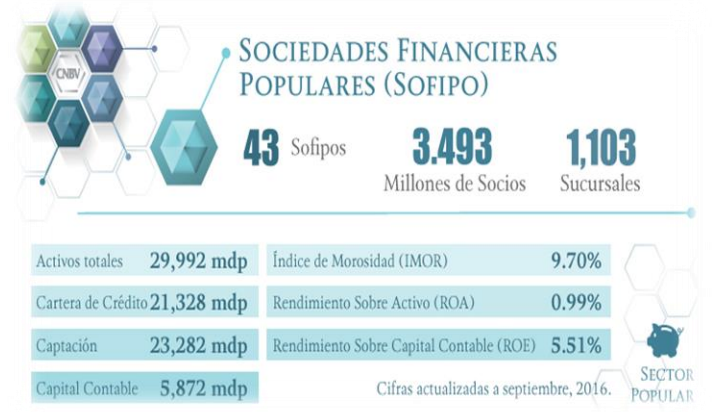 CNBV
SOCIEDADES FINANCIERAS
POPULARES (SOFIPO)
43 Sofipos
3.493
Millones de Socios
1,103
Sucursales
Activos totales 29,992 mdp
Índice de Morosidad (IMOR) 9.70%
Cartera de Crédito 21,328 mdp
Rendimiento Sobre Activo (ROA) 0.99%
Captación 23,282 mdp
Rendimiento Sobre Capital Contable (ROE) 5.51%
Capital Contable 5,872 mdp
Cifras actualizadas a septiembre, 2016.
SECTOR
POPULAR